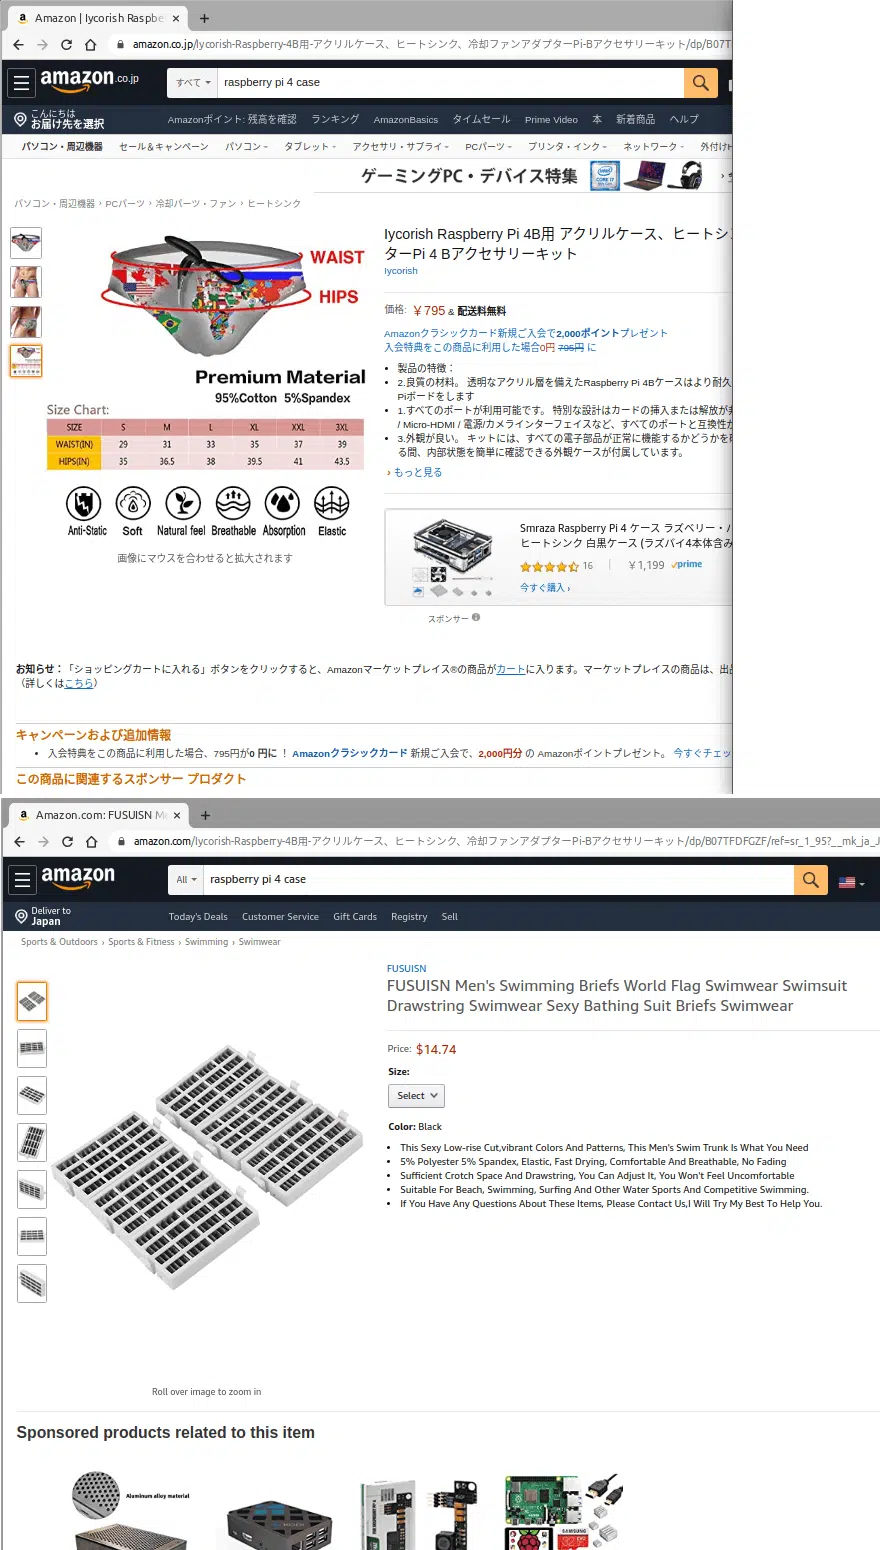 Amazon | Iycorish Raspbe
amazon.co.jp/Iycorish-Raspberry-4B用-アクリルケース、ヒートシンク、冷却ファンアダプターPi-Bアクセサリーキット/dp/B07T
amazon.co.jp
すべて
raspberry pi 4 case
こんにちは
お届け先を選択
Amazonポイント: 残高を確認 ランキング AmazonBasics タイムセール Prime Video 本 新着商品 ヘルプ
パソコン・周辺機器 セール＆キャンペーン パソコン タブレット アクセサリ・サプライ PCパーツ プリンタ・インク ネットワーク 外付けH
ゲーミングPC・デバイス特集
パソコン・周辺機器 › PCパーツ › 冷却パーツ・ファン › ヒートシンク
WAIST
HIPS
Premium Material
95%Cotton 5%Spandex
Size Chart:
SIZE S M L XL XXL 3XL
WAIST(IN) 29 31 33 35 37 39
HIPS(IN) 35 36.5 38 39.5 41 43.5
Anti-Static Soft Natural feel Breathable Absorption Elastic
画像にマウスを合わせると拡大されます
Iycorish Raspberry Pi 4B用 アクリルケース、ヒートシ
ターPi 4 Bアクセサリーキット
Iycorish
価格: ￥795 & 配送料無料
Amazonクラシックカード新規ご入会で2,000ポイントプレゼント
入会特典をこの商品に利用した場合0円 795円 に
製品の特徴：
2.良質の材料。 透明なアクリル層を備えたRaspberry Pi 4Bケースはより耐久
Piボードをします
1.すべてのポートが利用可能です。 特別な設計はカードの挿入または解放が
/ Micro-HDMI / 電源/カメラインターフェイスなど、すべてのポートと互換性が
3.外観が良い。 キットには、すべての電子部品が正常に機能するかどうかを
る間、内部状態を簡単に確認できる外観ケースが付属しています。
› もっと見る
Smraza Raspberry Pi 4 ケース ラズベリー・
ヒートシンク 白黒ケース (ラズパイ4本体含み
16 ￥1,199 prime
今すぐ購入 ›
スポンサー
お知らせ：「ショッピングカートに入れる」ボタンをクリックすると、Amazonマーケットプレイス®の商品がカートに入ります。マーケットプレイスの商品は、出
（詳しくはこちら）
キャンペーンおよび追加情報
入会特典をこの商品に利用した場合、795円が0 円に ！ Amazonクラシックカード 新規ご入会で、2,000円分 の Amazonポイントプレゼント。 今すぐチェッ
この商品に関連するスポンサー プロダクト
Amazon.com: FUSUISN M
amazon.com/Iycorish-Raspberry-4B用-アクリルケース、ヒートシンク、冷却ファンアダプターPi-Bアクセサリーキット/dp/B07TFDFGZF/ref=sr_1_95?__mk_ja_J
amazon
All
raspberry pi 4 case
Deliver to
Japan
Today's Deals Customer Service Gift Cards Registry Sell
Sports & Outdoors › Sports & Fitness › Swimming › Swimwear
FUSUISN
FUSUISN Men's Swimming Briefs World Flag Swimwear Swimsuit
Drawstring Swimwear Sexy Bathing Suit Briefs Swimwear
Price: $14.74
Size:
Select
Color: Black
This Sexy Low-rise Cut,vibrant Colors And Patterns, This Men's Swim Trunk Is What You Need
5% Polyester 5% Spandex, Elastic, Fast Drying, Comfortable And Breathable, No Fading
Sufficient Crotch Space And Drawstring, You Can Adjust It, You Won't Feel Uncomfortable
Suitable For Beach, Swimming, Surfing And Other Water Sports And Competitive Swimming.
If You Have Any Questions About These Items, Please Contact Us,I Will Try My Best To Help You.
Roll over image to zoom in
Sponsored products related to this item
Aluminum alloy material
SAMSUNG